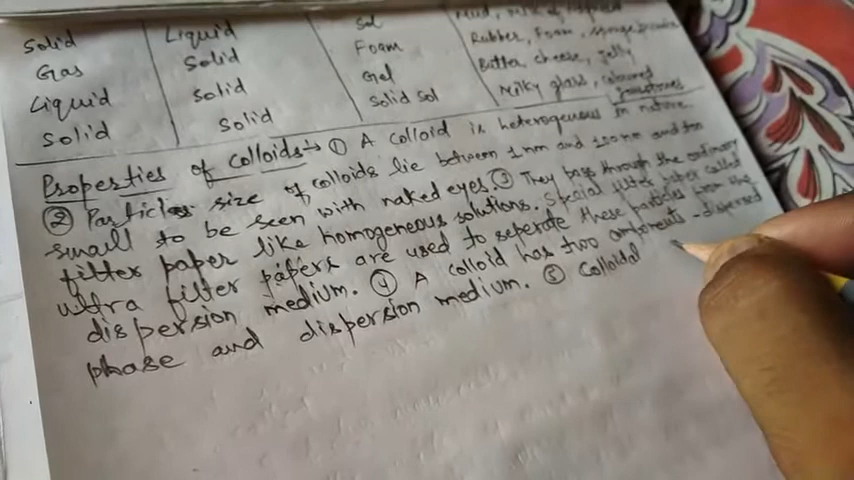 Solid Liquid Sol Mud,
Gas Solid Foam Rubber, Foam,
Liquid Solid Gel Butter, cheese, jelly
Solid Solid Solid Sol Milky glass, coloured gemstones
Properties of colloids → ① A colloid is heterogenous in nature.
② Particles size of colloids lie between 1nm and 100nm and too
small to be seen with naked eyes. ③ They pass through the ordinary
filter paper like homogeneous solutions. Special filter paper called
ultra filter papers are used to seperate these particles from the
dispersion medium. ④ A colloid has two components - dispersed
phase and dispersion medium. ⑤ Colloidal